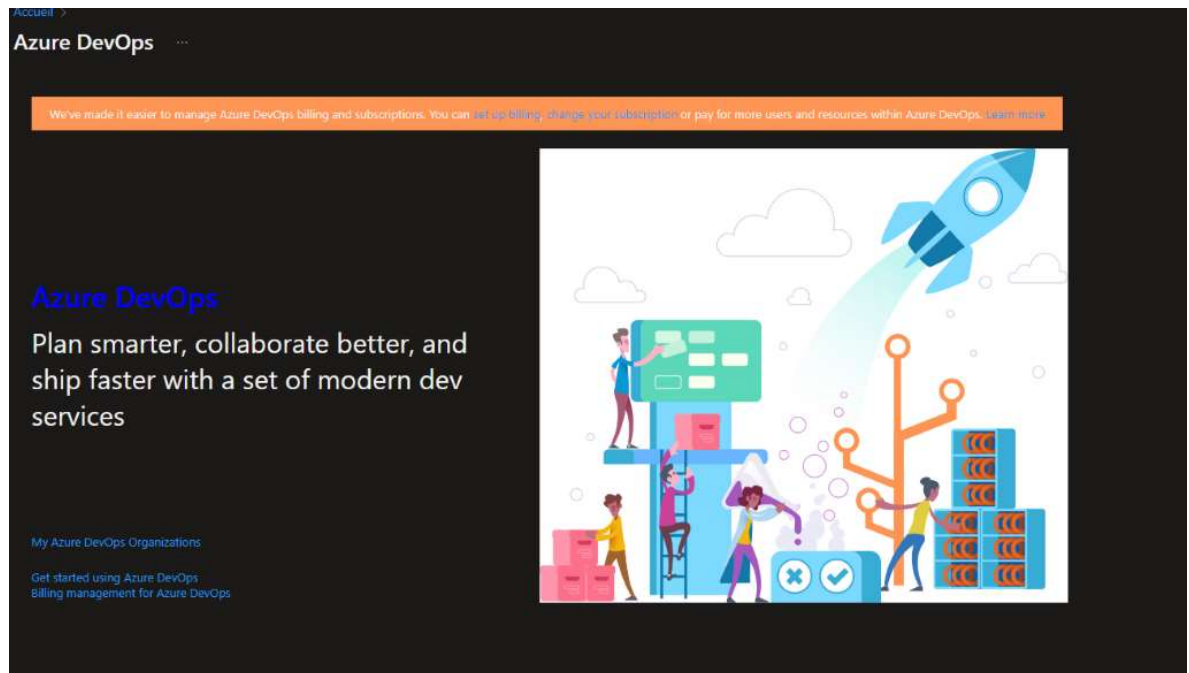 Accueil >
Azure DevOps ...
We've made it easier to manage Azure DevOps billing and subscriptions. You can set up billing, change your subscription or pay for more users and resources within Azure DevOps. Learn more
Azure DevOps
Plan smarter, collaborate better, and
ship faster with a set of modern dev
services
My Azure DevOps Organizations
Get started using Azure DevOps
Billing management for Azure DevOps